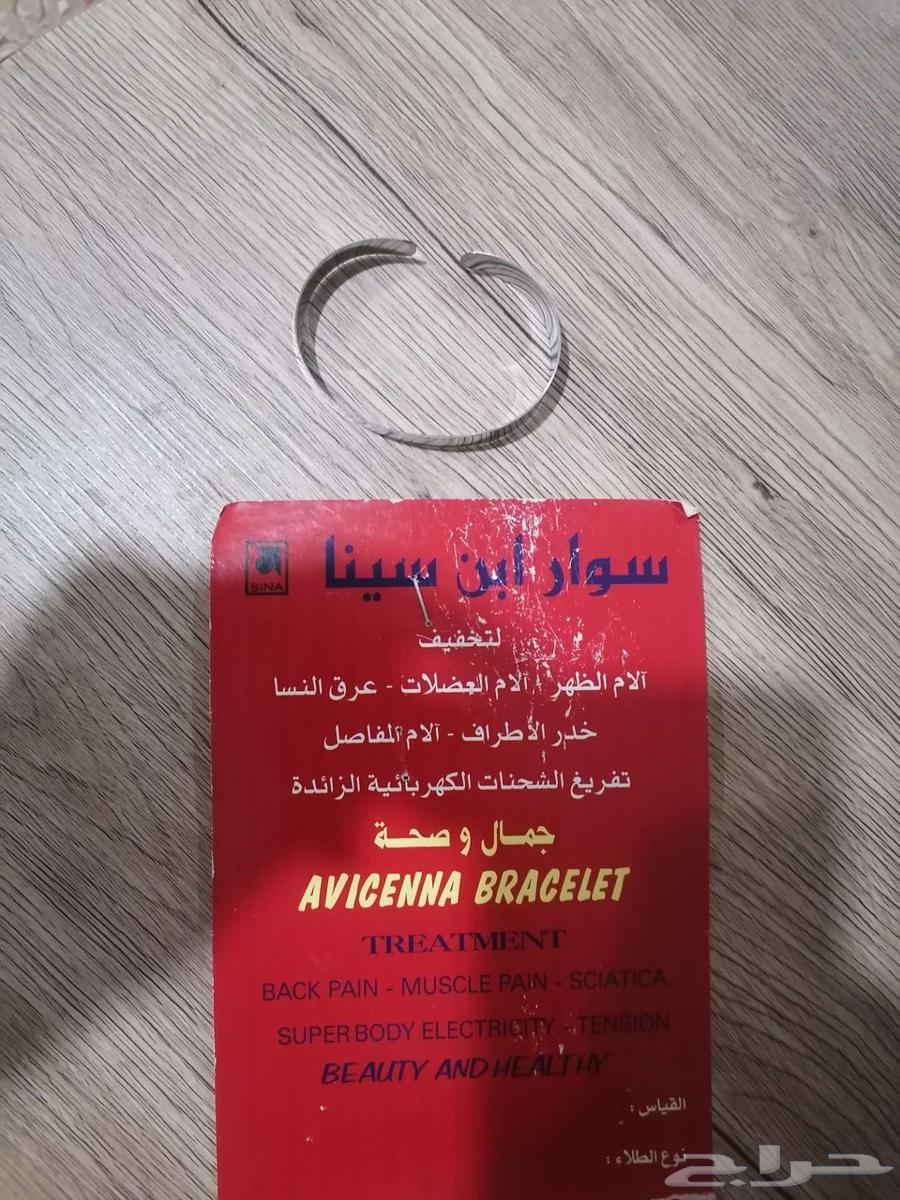 سوار ابن سينا
SINA
لتخفيف
آلام الظهر - آلام العضلات - عرق النسا
خدر الأطراف - آلام المفاصل
تفريغ الشحنات الكهربائية الزائدة
جمال و صحة
AVICENNA BRACELET
TREATMENT
BACK PAIN - MUSCLE PAIN - SCIATICA
SUPER BODY ELECTRICITY - TENSION
BEAUTY AND HEALTHY
القياس :
نوع الطلاء :
حراج